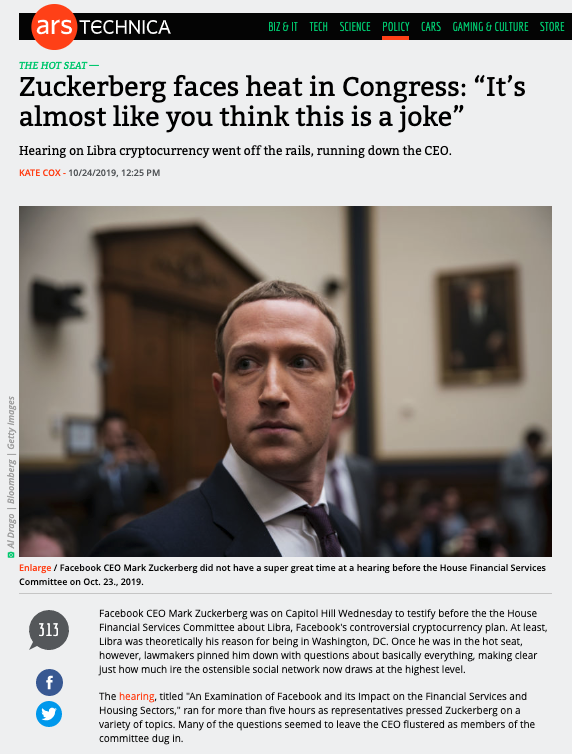 ars TECHNICA
BIZ & IT TECH SCIENCE POLICY CARS GAMING & CULTURE STORE
THE HOT SEAT —
Zuckerberg faces heat in Congress: “It’s
almost like you think this is a joke”
Hearing on Libra cryptocurrency went off the rails, running down the CEO.
KATE COX - 10/24/2019, 12:25 PM
Al Drago | Bloomberg | Getty Images
Enlarge / Facebook CEO Mark Zuckerberg did not have a super great time at a hearing before the House Financial Services
Committee on Oct. 23., 2019.
313
Facebook CEO Mark Zuckerberg was on Capitol Hill Wednesday to testify before the the House
Financial Services Committee about Libra, Facebook's controversial cryptocurrency plan. At least,
Libra was theoretically his reason for being in Washington, DC. Once he was in the hot seat,
however, lawmakers pinned him down with questions about basically everything, making clear
just how much ire the ostensible social network now draws at the highest level.
The hearing, titled "An Examination of Facebook and its Impact on the Financial Services and
Housing Sectors," ran for more than five hours as representatives pressed Zuckerberg on a
variety of topics. Many of the questions seemed to leave the CEO flustered as members of the
committee dug in.